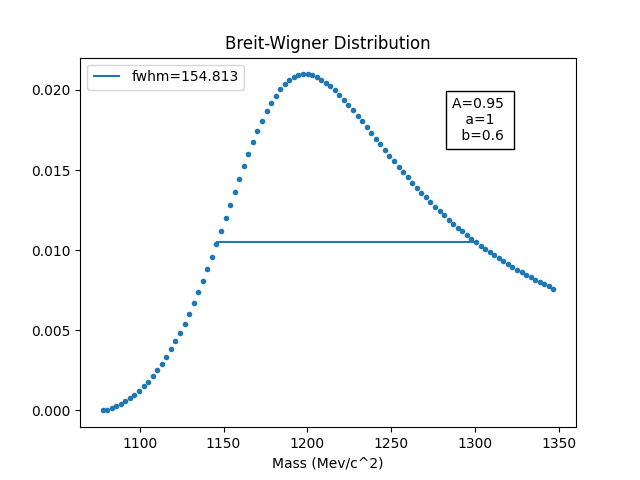 Breit-Wigner Distribution
fwhm=154.813
A=0.95
a=1
b=0.6
0.020
0.015
0.010
0.005
0.000
1100
1150
1200
1250
1300
1350
Mass (Mev/c^2)